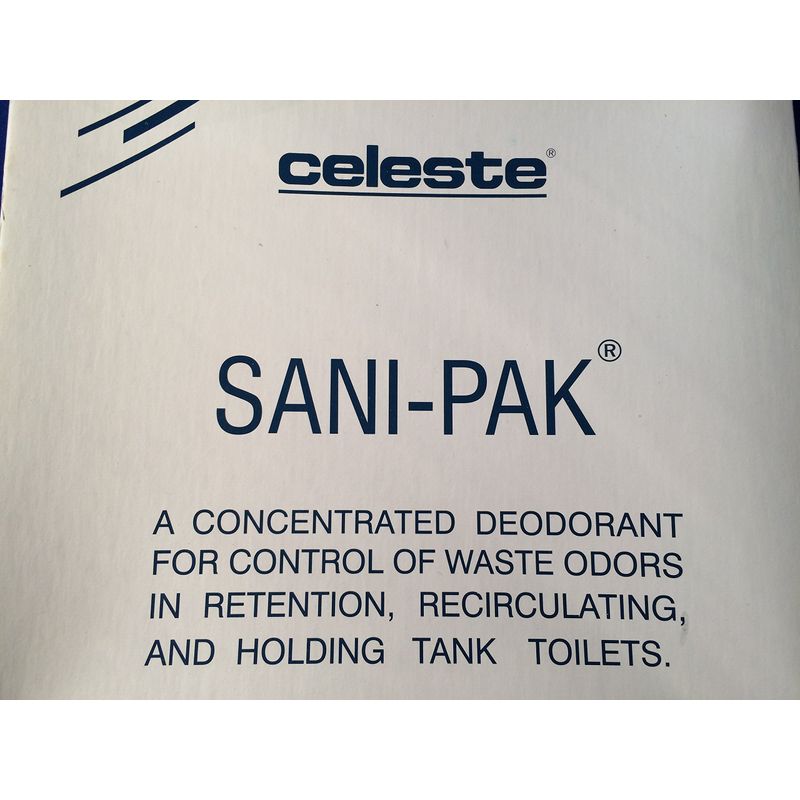 celeste®
SANI-PAK®
A CONCENTRATED DEODORANT
FOR CONTROL OF WASTE ODORS
IN RETENTION, RECIRCULATING,
AND HOLDING TANK TOILETS.